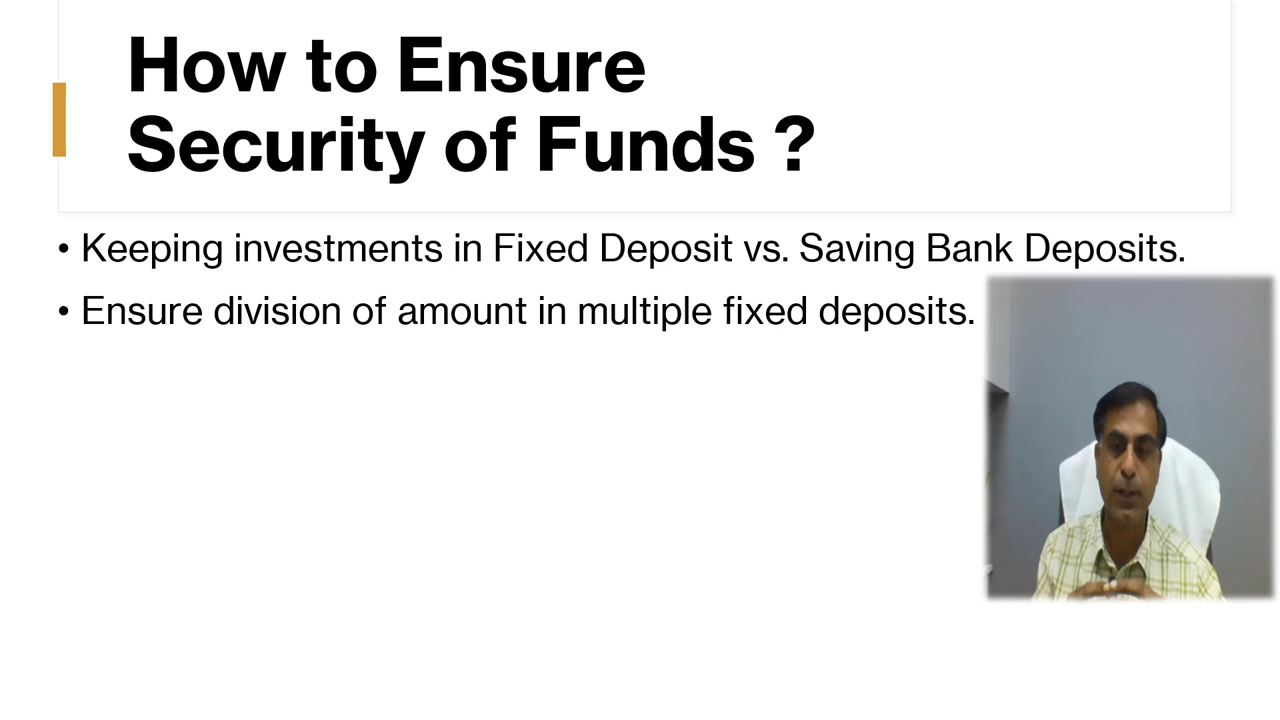 How to Ensure
Security of Funds ?
• Keeping investments in Fixed Deposit vs. Saving Bank Deposits.
• Ensure division of amount in multiple fixed deposits.